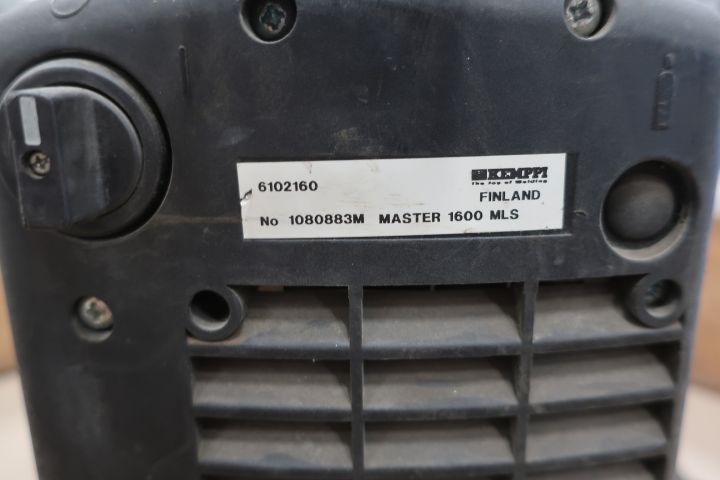 KEMPPI
The Joy of Welding
6102160
FINLAND
No 1080883M MASTER 1600 MLS